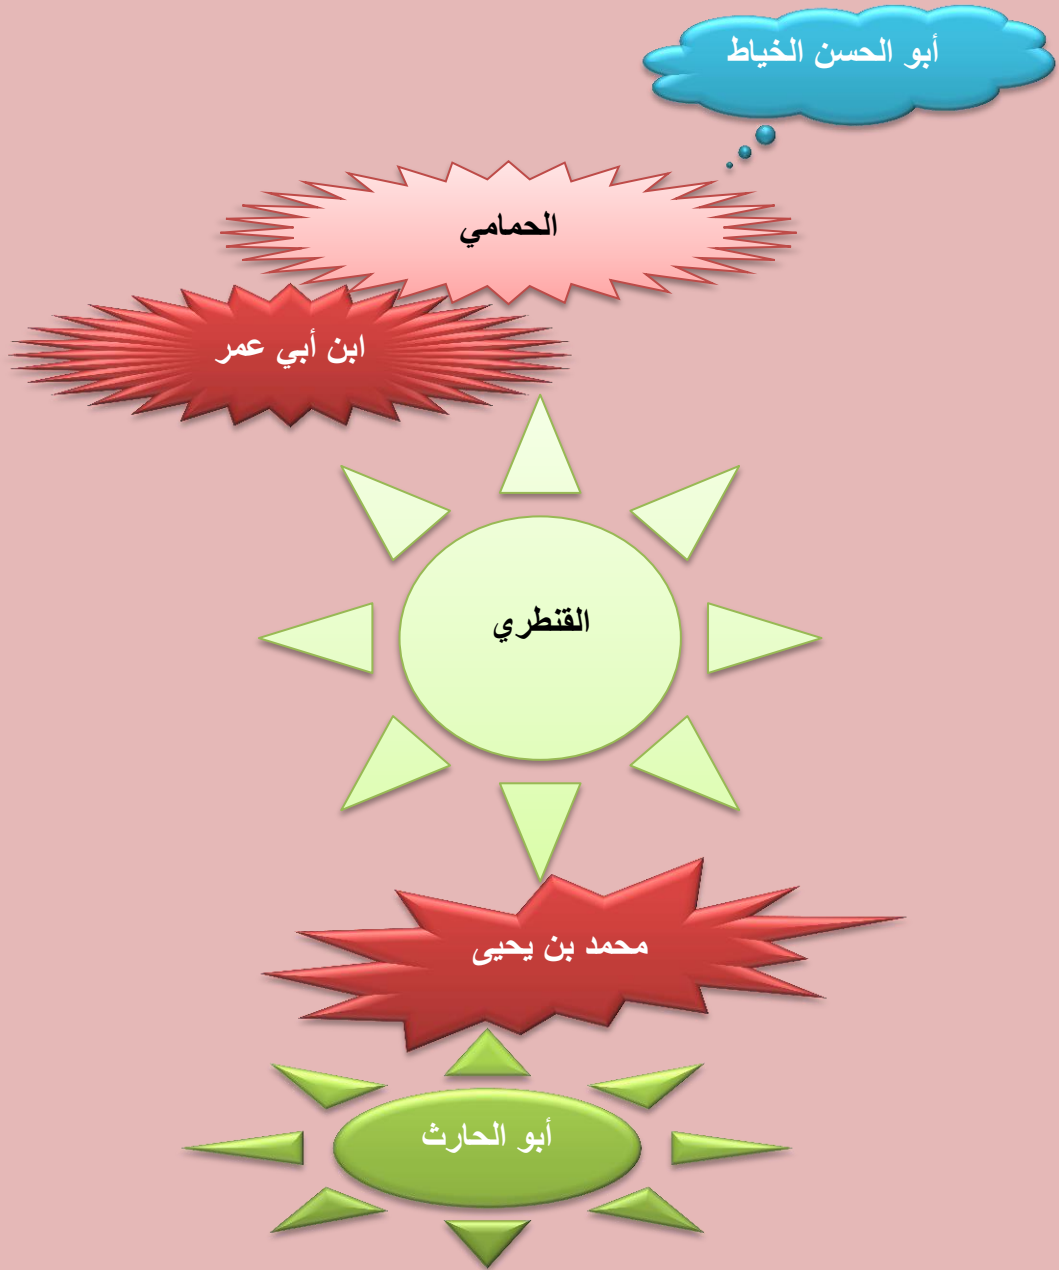 أبو الحسن الخياط
الحمامي
ابن أبي عمر
القنطري
محمد بن يحيى
أبو الحارث